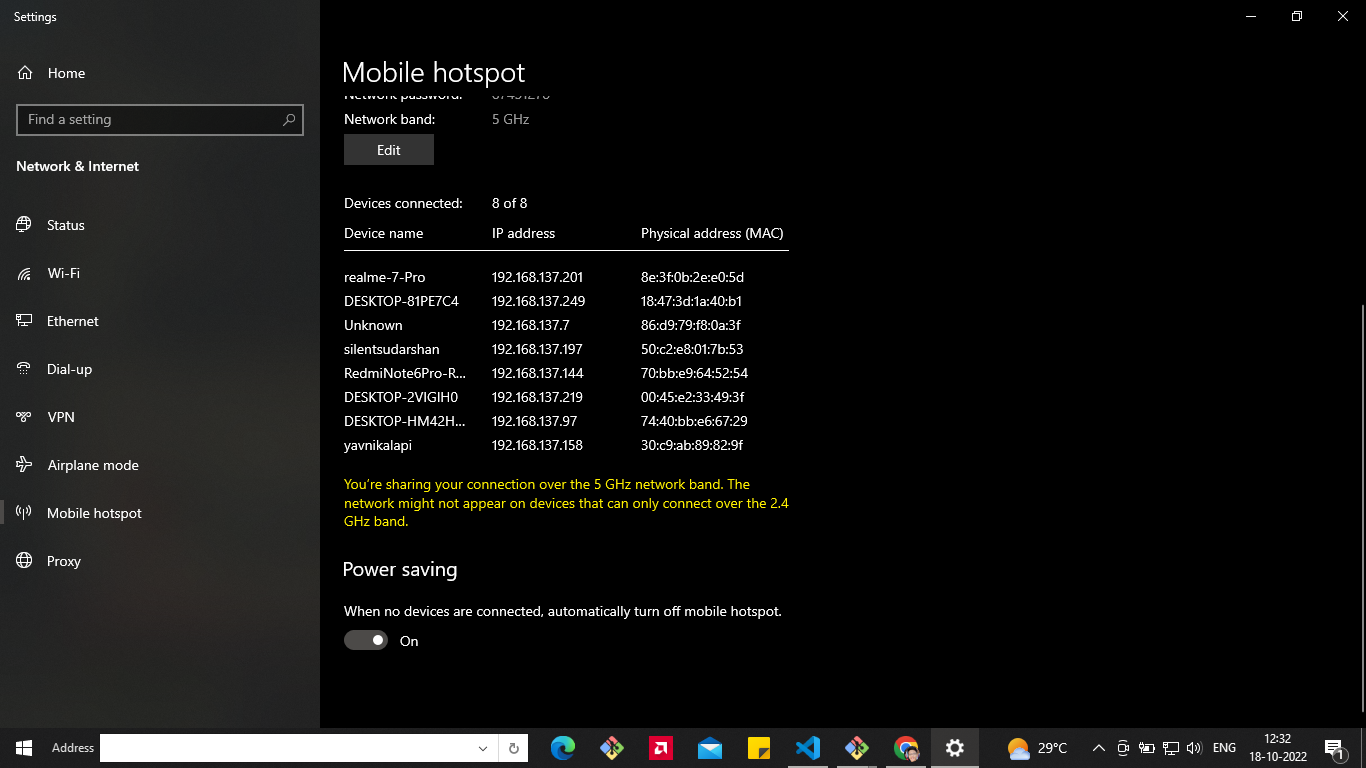 Settings
Home
Find a setting
Network & Internet
Status
Wi-Fi
Ethernet
Dial-up
VPN
Airplane mode
Mobile hotspot
Proxy
Mobile hotspot
Network password:
Network band: 5 GHz
Edit
Devices connected: 8 of 8
Device name IP address Physical address (MAC)
realme-7-Pro 192.168.137.201 8e:3f:0b:2e:e0:5d
DESKTOP-81PE7C4 192.168.137.249 18:47:3d:1a:40:b1
Unknown 192.168.137.7 86:d9:79:f8:0a:3f
silentsudarshan 192.168.137.197 50:c2:e8:01:7b:53
RedmiNote6Pro-R... 192.168.137.144 70:bb:e9:64:52:54
DESKTOP-2VIGIH0 192.168.137.219 00:45:e2:33:49:3f
DESKTOP-HM42H... 192.168.137.97 74:40:bb:e6:67:29
yavnikalapi 192.168.137.158 30:c9:ab:89:82:9f
You're sharing your connection over the 5 GHz network band. The
network might not appear on devices that can only connect over the 2.4
GHz band.
Power saving
When no devices are connected, automatically turn off mobile hotspot.
On
Address
29°C
ENG
12:32
18-10-2022
1